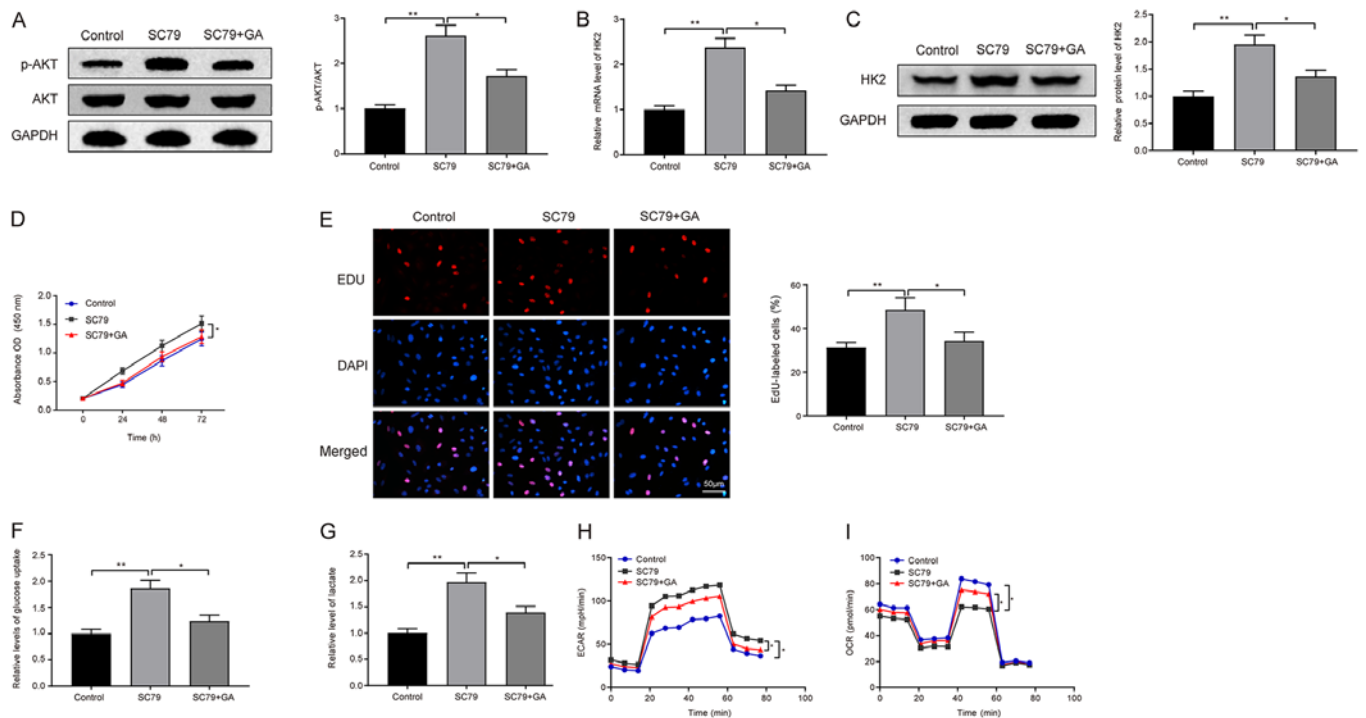 A
Control SC79 SC79+GA
p-AKT
AKT
GAPDH
p-AKT/AKT
3
2
1
0
** *
Control SC79 SC79+GA
B
Relative mRNA level of HK2
3
2
1
0
** *
Control SC79 SC79+GA
C
Control SC79 SC79+GA
HK2
GAPDH
Relative protein level of HK2
2.5
2.0
1.5
1.0
0.5
0.0
** *
Control SC79 SC79+GA
D
Absorbance OD (450 nm)
2.0
1.5
1.0
0.5
0.0
Control
SC79
SC79+GA
*
0 24 48 72
Time (h)
E
Control SC79 SC79+GA
EDU
DAPI
Merged
50μm
EdU-labeled cells (%)
60
40
20
0
** *
Control SC79 SC79+GA
F
Relative levels of glucose uptake
2.5
2.0
1.5
1.0
0.5
0.0
** *
Control SC79 SC79+GA
G
Relative level of lactate
2.5
2.0
1.5
1.0
0.5
0.0
** *
Control SC79 SC79+GA
H
Control
SC79
SC79+GA
ECAR (mpH/min)
150
100
50
0
* *
0 20 40 60 80 100
Time (min)
I
Control
SC79
SC79+GA
OCR (pmol/min)
100
80
60
40
20
0
* *
0 20 40 60 80 100
Time (min)